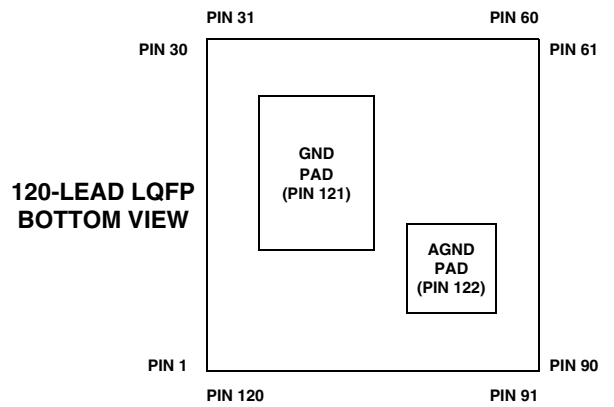 PIN 31
PIN 60
PIN 30
PIN 61
GND
PAD
(PIN 121)
120-LEAD LQFP
BOTTOM VIEW
AGND
PAD
(PIN 122)
PIN 1
PIN 90
PIN 120
PIN 91